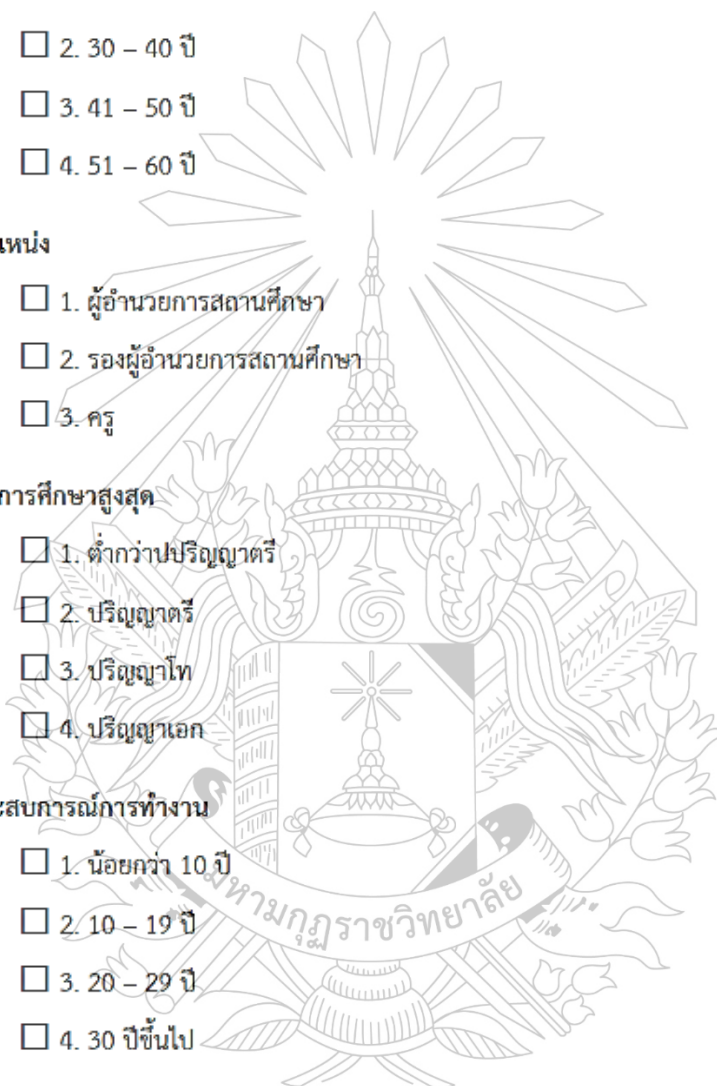 ☐ 2. 30 – 40 ปี
☐ 3. 41 – 50 ปี
☐ 4. 51 – 60 ปี
แหน่ง
☐ 1. ผู้อำนวยการสถานศึกษา
☐ 2. รองผู้อำนวยการสถานศึกษา
☐ 3. ครู
การศึกษาสูงสุด
☐ 1. ต่ำกว่าปปริญญาตรี
☐ 2. ปริญญาตรี
☐ 3. ปริญญาโท
☐ 4. ปริญญาเอก
ะสบการณ์การทำงาน
☐ 1. น้อยกว่า 10 ปี
☐ 2. 10 – 19 ปี
☐ 3. 20 – 29 ปี
☐ 4. 30 ปีขึ้นไป
มหามกุฏราชวิทยาลัย